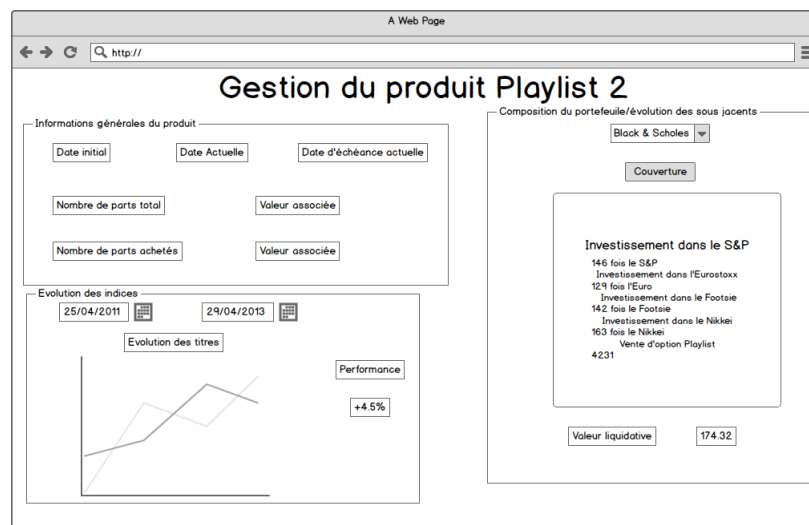 A Web Page
http://
Gestion du produit Playlist 2
Informations générales du produit
Date initial
Date Actuelle
Date d'échéance actuelle
Nombre de parts total
Valeur associée
Nombre de parts achetés
Valeur associée
Evolution des indices
25/04/2011
29/04/2013
Evolution des titres
Performance
+4.5%
Composition du portefeuile/évolution des sous jacents
Black & Scholes
Couverture
Investissement dans le S&P
146 fois le S&P
Investissement dans l'Eurostoxx
129 fois l'Euro
Investissement dans le Footsie
142 fois le Footsie
Investissement dans le Nikkei
163 fois le Nikkei
Vente d'option Playlist
4231
Valeur liquidative
174.32